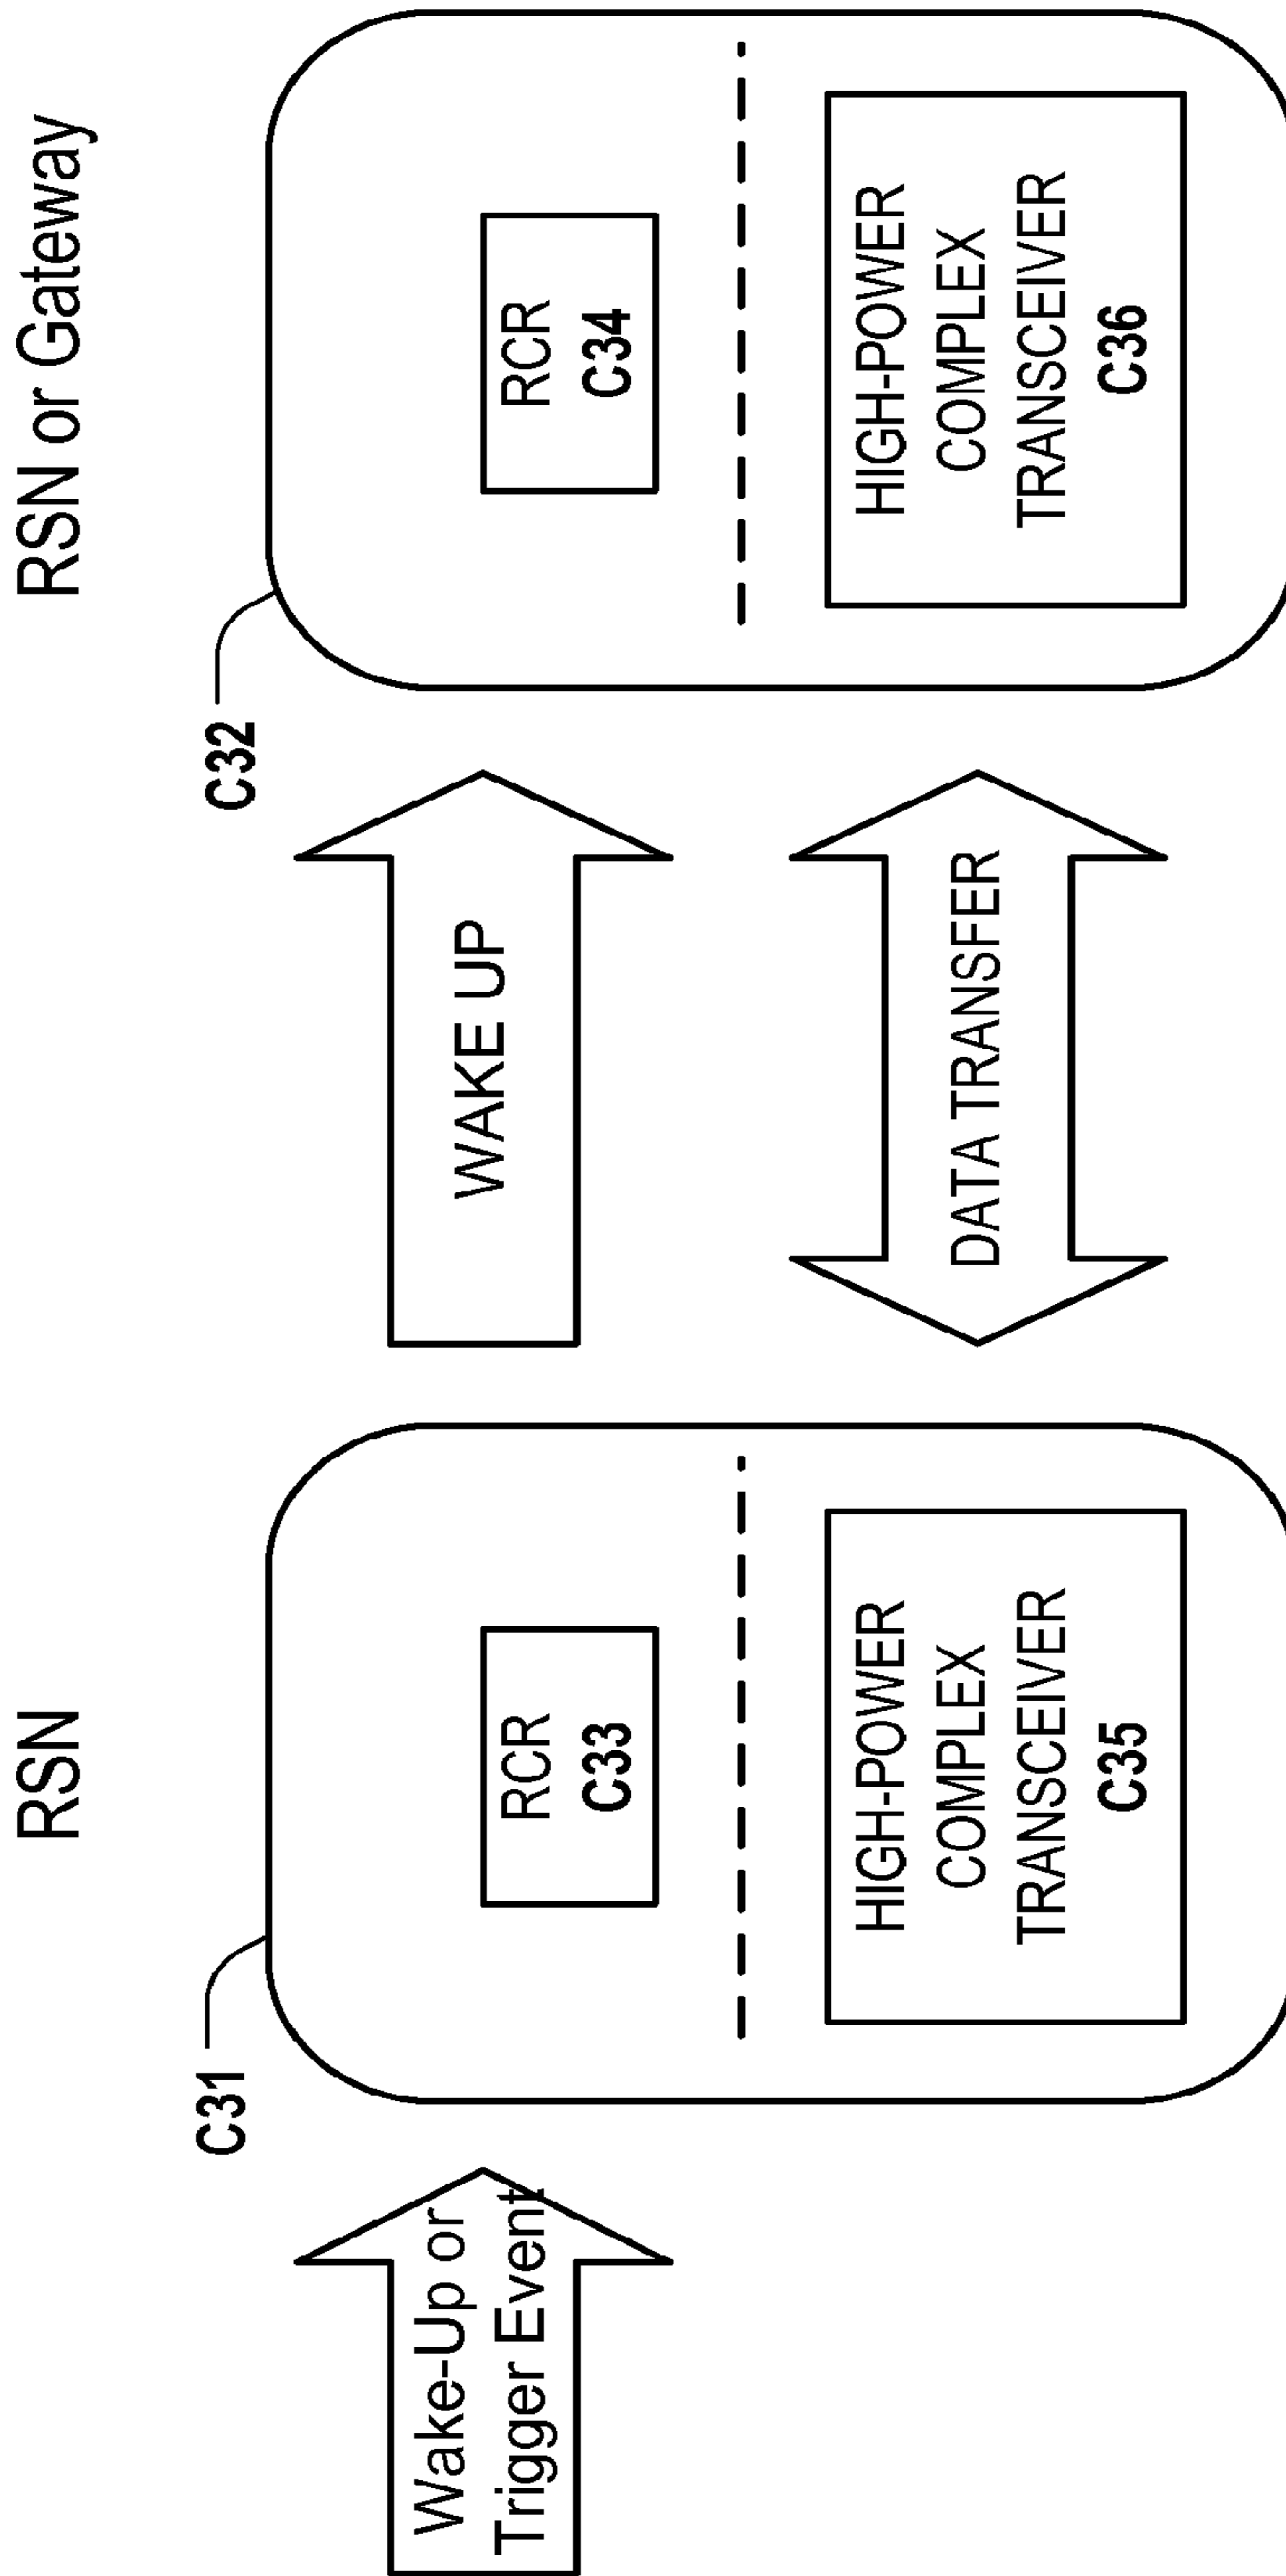 RSN
RSN or Gateway
C31
C32
Wake-Up or
Trigger Event
RCR
C33
WAKE UP
RCR
C34
HIGH-POWER
COMPLEX
TRANSCEIVER
C35
DATA TRANSFER
HIGH-POWER
COMPLEX
TRANSCEIVER
C36